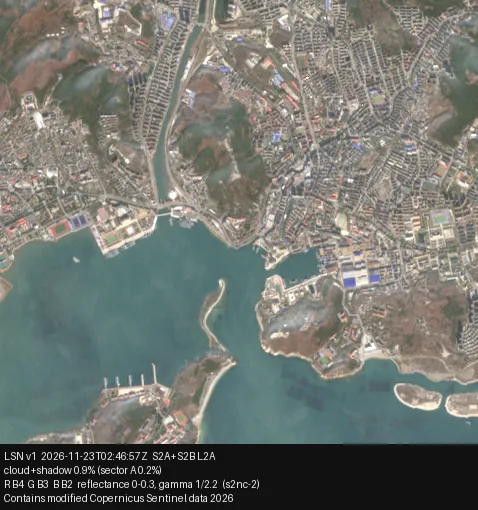 LSN v1 2026-11-23T02:46:57Z S2A+S2B L2A
cloud+shadow 0.9% (sector A 0.2%)
R B4 G B3 B B2 reflectance 0-0.3, gamma 1/2.2 (s2nc-2)
Contains modified Copernicus Sentinel data 2026